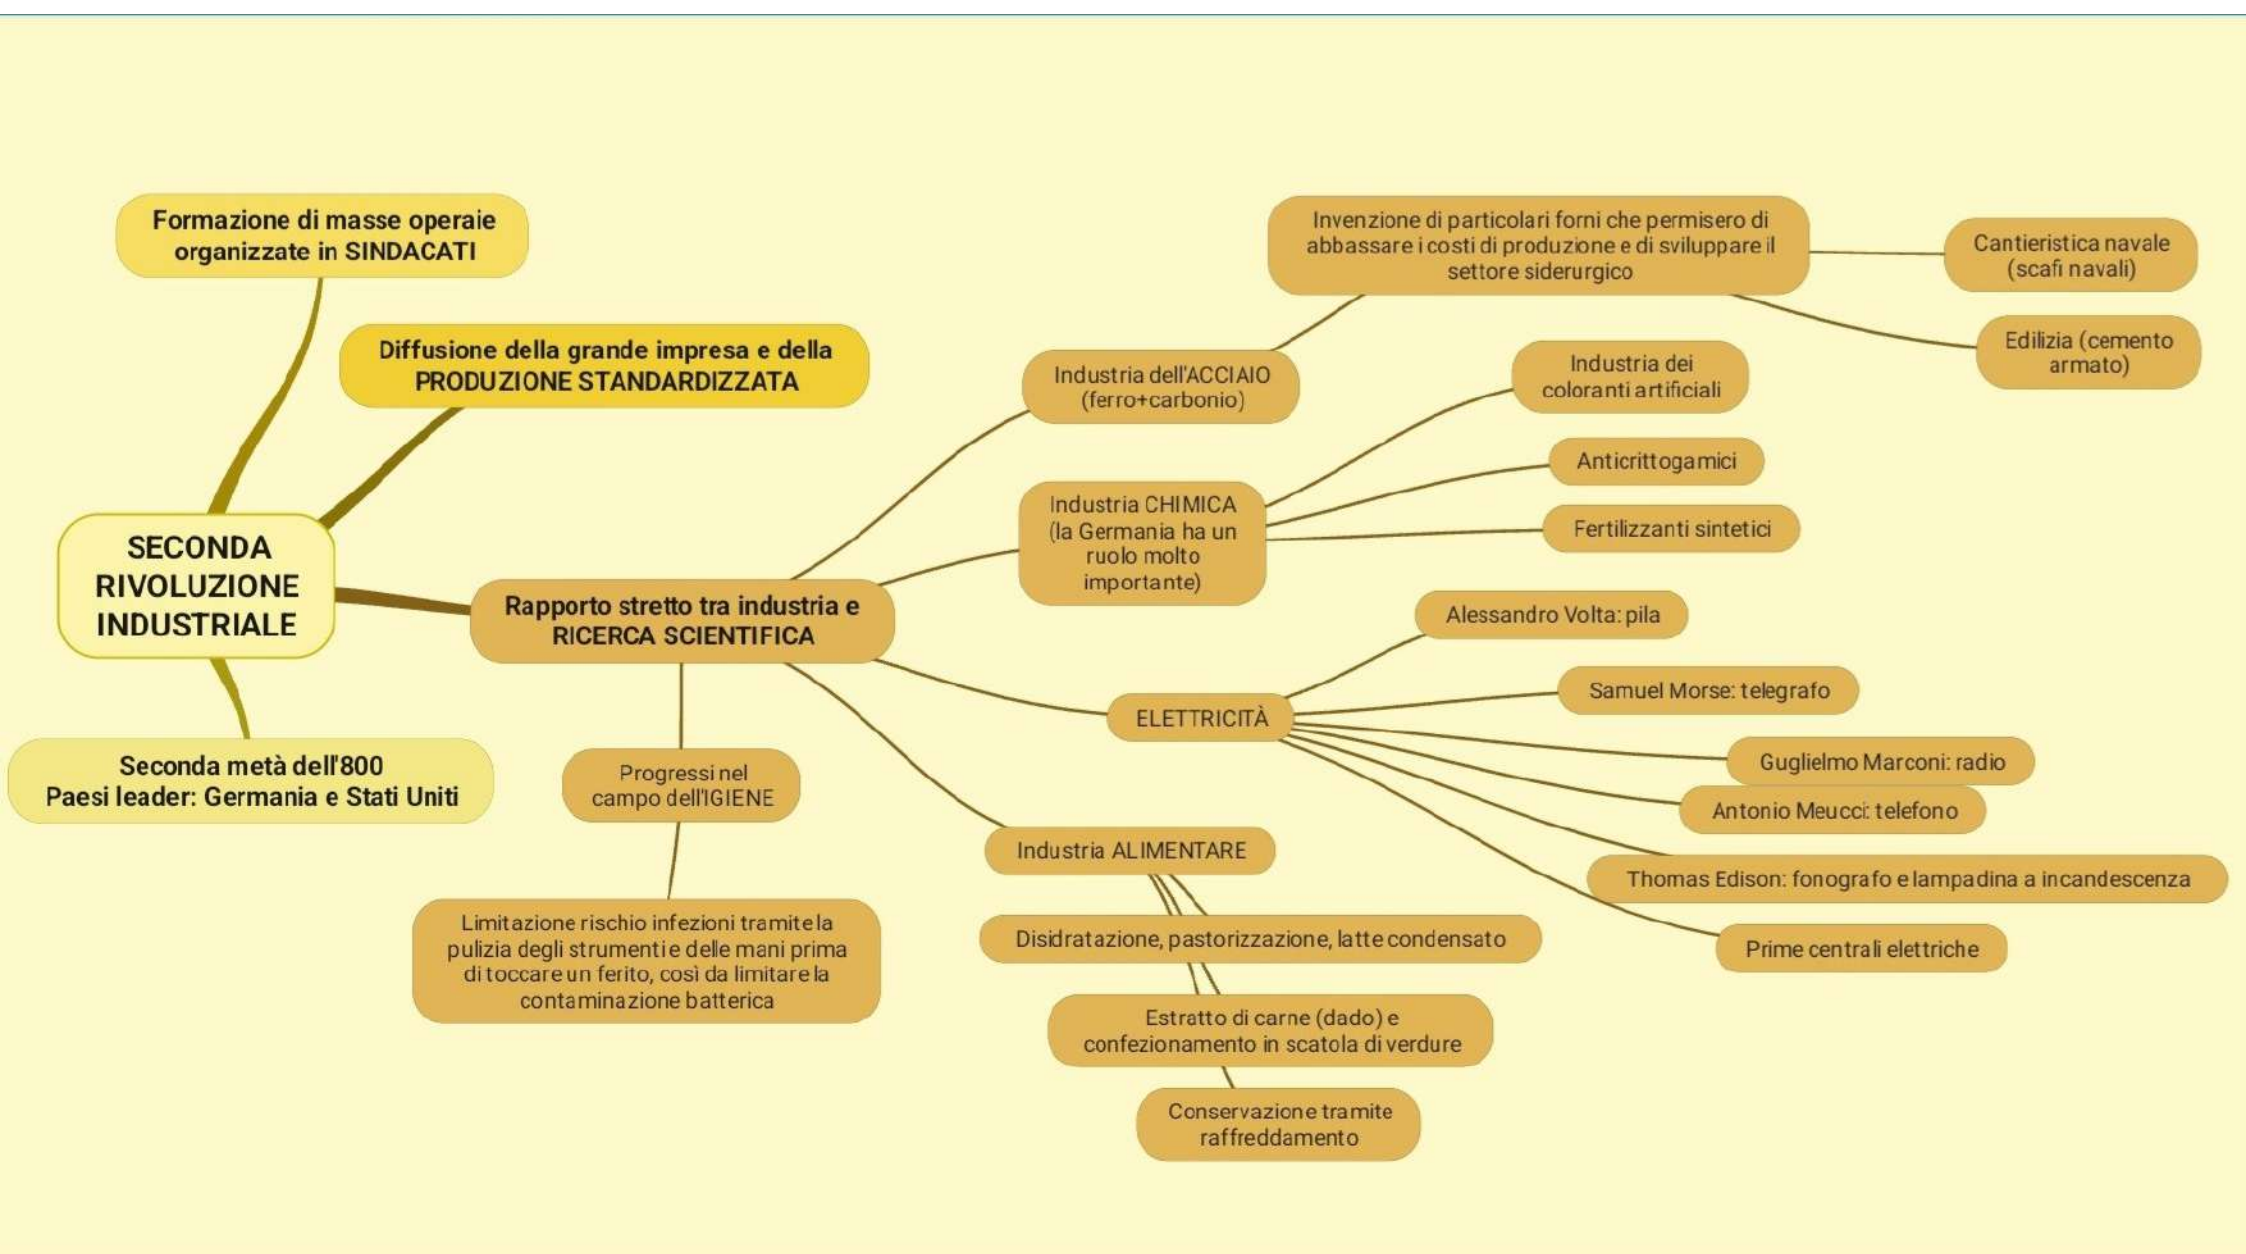 Formazione di masse operaie
organizzate in SINDACATI
Diffusione della grande impresa e della
PRODUZIONE STANDARDIZZATA
SECONDA
RIVOLUZIONE
INDUSTRIALE
Seconda metà dell'800
Paesi leader: Germania e Stati Uniti
Rapporto stretto tra industria e
RICERCA SCIENTIFICA
Industria dell'ACCIAIO
(ferro+carbonio)
Invenzione di particolari forni che permisero di
abbassare i costi di produzione e di sviluppare il
settore siderurgico
Cantieristica navale
(scafi navali)
Edilizia (cemento
armato)
Industria CHIMICA
(la Germania ha un
ruolo molto
importante)
Industria dei
coloranti artificiali
Anticrittogamici
Fertilizzanti sintetici
ELETTRICITÀ
Alessandro Volta: pila
Samuel Morse: telegrafo
Guglielmo Marconi: radio
Antonio Meucci: telefono
Thomas Edison: fonografo e lampadina a incandescenza
Prime centrali elettriche
Industria ALIMENTARE
Disidratazione, pastorizzazione, latte condensato
Estratto di carne (dado) e
confezionamento in scatola di verdure
Conservazione tramite
raffreddamento
Progressi nel
campo dell'IGIENE
Limitazione rischio infezioni tramite la
pulizia degli strumenti e delle mani prima
di toccare un ferito, così da limitare la
contaminazione batterica